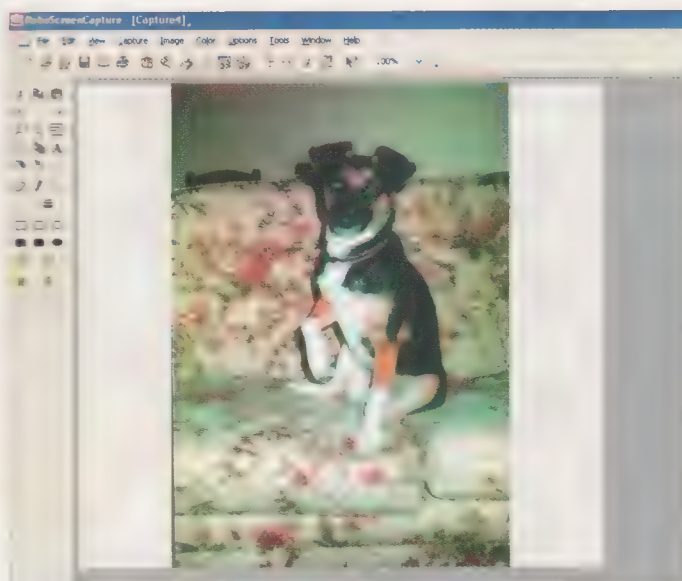 RoboScreenCapture [Capture4]
File Edit View Capture Image Color Options Tools Window Help
100%
A